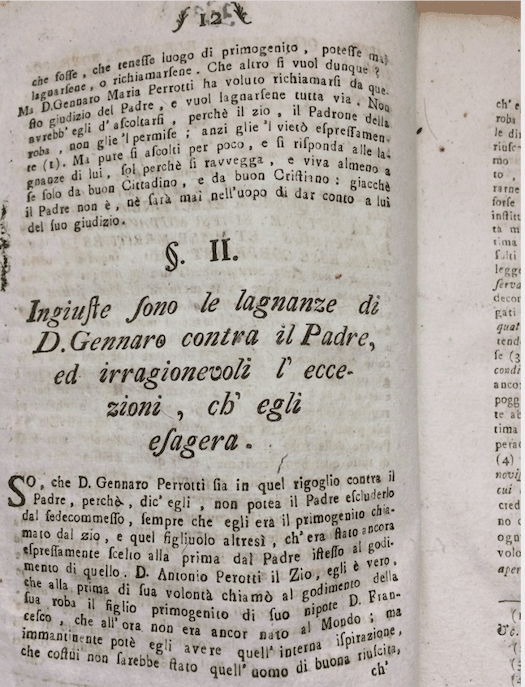 12
che fosse, che tenesse luogo di primogenito, potesse mai
lagnarsene, o richiamarsene. Che altro si vuol dunque?
Ma D.Gennaro Maria Perrotti ha voluto richiamarsi da que-
sto giudizio del Padre, e vuol lagnarsene tutta via. Non
avrebb'egli d'ascoltarsi, perchè il zio, il Padrone della
roba, non glie'l permise; anzi glie'l vietò espressamen-
te (1). Ma pure si ascolti per poco, e si risponda alle la-
gnanze di lui, sol perchè si ravvegga, e viva almeno a
se solo da buon Cittadino, e da buon Cristiano: giacchè
il Padre non è, nè sarà mai nell'uopo di dar conto a lui
del suo giudizio.
§. II.
Ingiuste sono le lagnanze di
D.Gennaro contra il Padre,
ed irragionevoli l'ecce-
zioni, ch'egli
esagera.
SO, che D. Gennaro Perrotti sia in quel rigoglio contra il
Padre, perchè, dic'egli, non potea il Padre escluderlo
dal fedecommesso, sempre che egli era il primogenito chia-
mato dal zio, e quel figliuolo altresì, ch'era stato ancora
espressamente scelto alla prima dal Padre istesso al godi-
mento di quello. D. Antonio Perotti il Zio, egli è vero,
che alla prima di sua volontà chiamò al godimento della
sua roba il figlio primogenito di suo nipote D. Fran-
cesco, che all'ora non era ancor nato al Mondo; ma
immantinente potè egli avere quell'interna ispirazione,
che costui non sarebbe stato quell'uomo di buona riuscita,
ch'